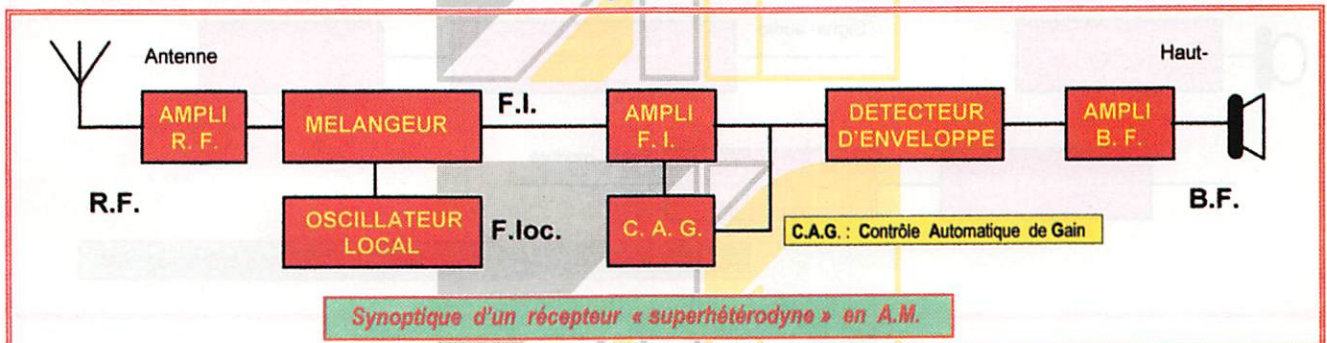 Antenne
Haut-
AMPLI
R. F.
MELANGEUR
F.I.
AMPLI
F. I.
DETECTEUR
D'ENVELOPPE
AMPLI
B. F.
R.F.
OSCILLATEUR
LOCAL
F.loc.
C. A. G.
C.A.G. : Contrôle Automatique de Gain
B.F.
Synoptique d'un récepteur « superhétérodyne » en A.M.